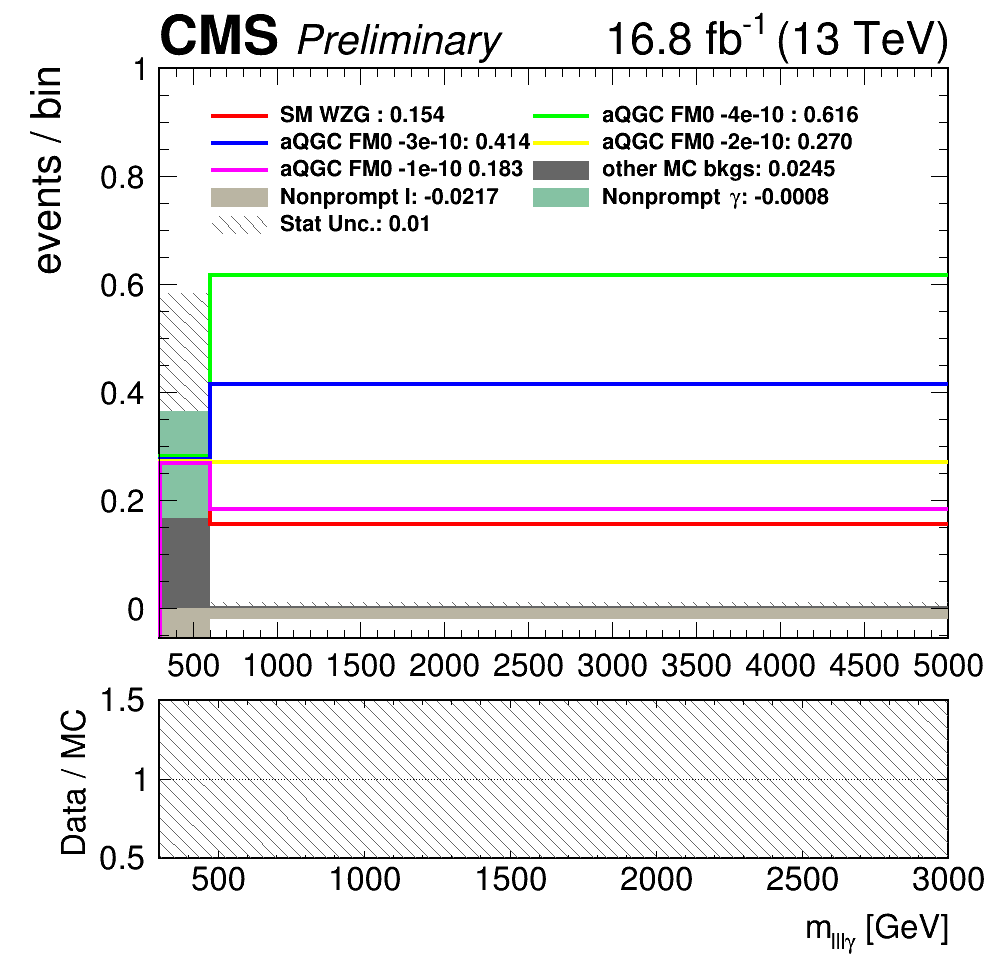 CMS Preliminary 16.8 fb-1 (13 TeV)
events / bin
1
SM WZG : 0.154 aQGC FM0 -4e-10 : 0.616
aQGC FM0 -3e-10: 0.414 aQGC FM0 -2e-10: 0.270
aQGC FM0 -1e-10 0.183 other MC bkgs: 0.0245
Nonprompt l: -0.0217 Nonprompt γ: -0.0008
Stat Unc.: 0.01
0.8
0.6
0.4
0.2
0
500 1000 1500 2000 2500 3000 3500 4000 4500 5000
Data / MC
1.5
1
0.5
500 1000 1500 2000 2500 3000
mlllγ [GeV]